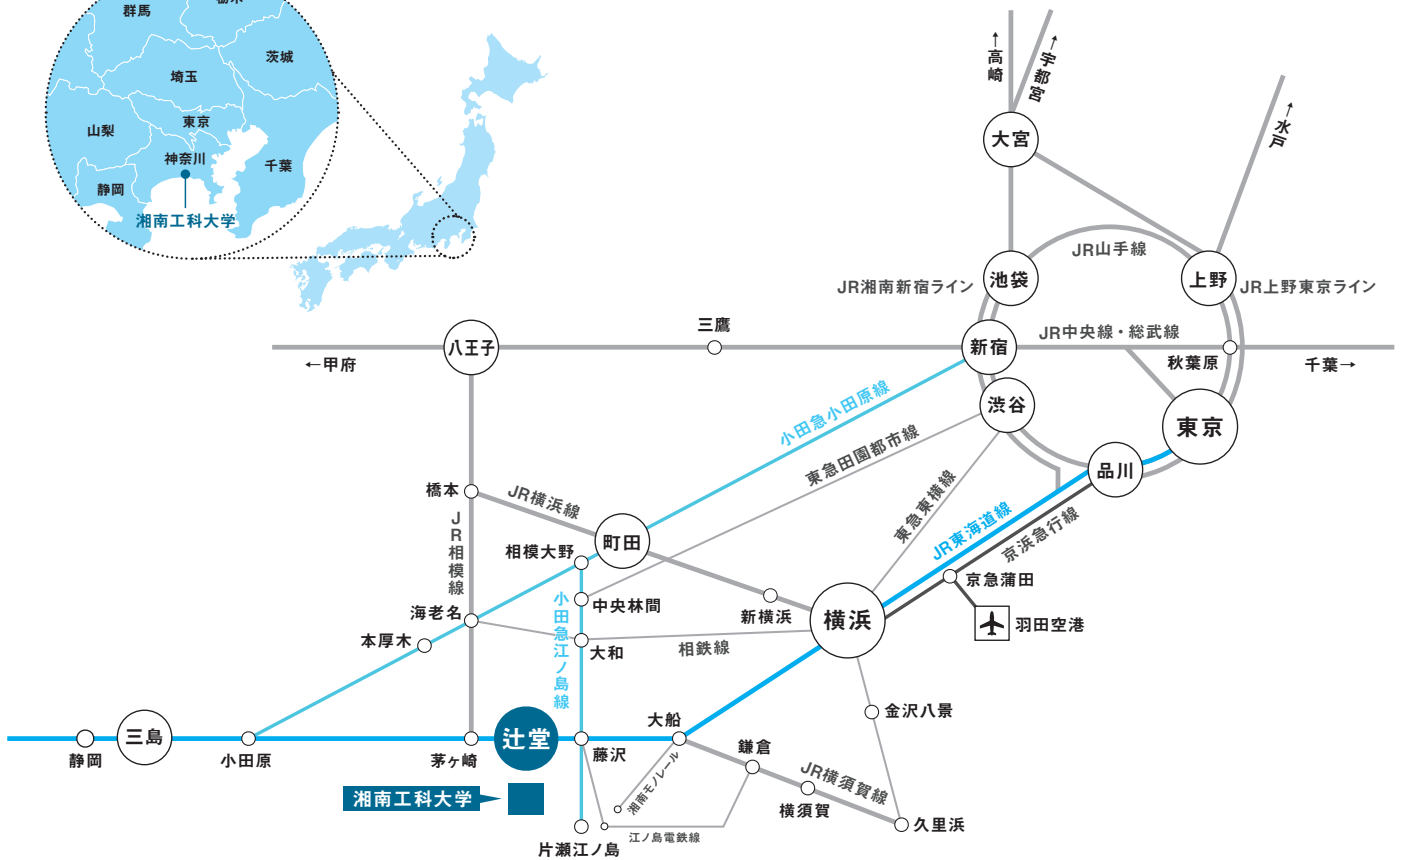 群馬
栃木
茨城
埼玉
山梨
東京
神奈川
千葉
静岡
湘南工科大学
←高崎
←宇都宮
←水戸
大宮
JR山手線
池袋
上野
JR湘南新宿ライン
JR上野東京ライン
三鷹
JR中央線・総武線
八王子
新宿
秋葉原
←甲府
千葉→
渋谷
東京
小田急小田原線
東急田園都市線
品川
橋本
JR横浜線
東急東横線
JR東海道線
京浜急行線
JR相模線
相模大野
町田
京急蒲田
小田急江ノ島線
中央林間
海老名
新横浜
横浜
羽田空港
本厚木
大和
相鉄線
金沢八景
大船
三島
辻堂
静岡
小田原
茅ヶ崎
藤沢
鎌倉
湘南モノレール
JR横須賀線
湘南工科大学
横須賀
久里浜
江ノ島電鉄線
片瀬江ノ島